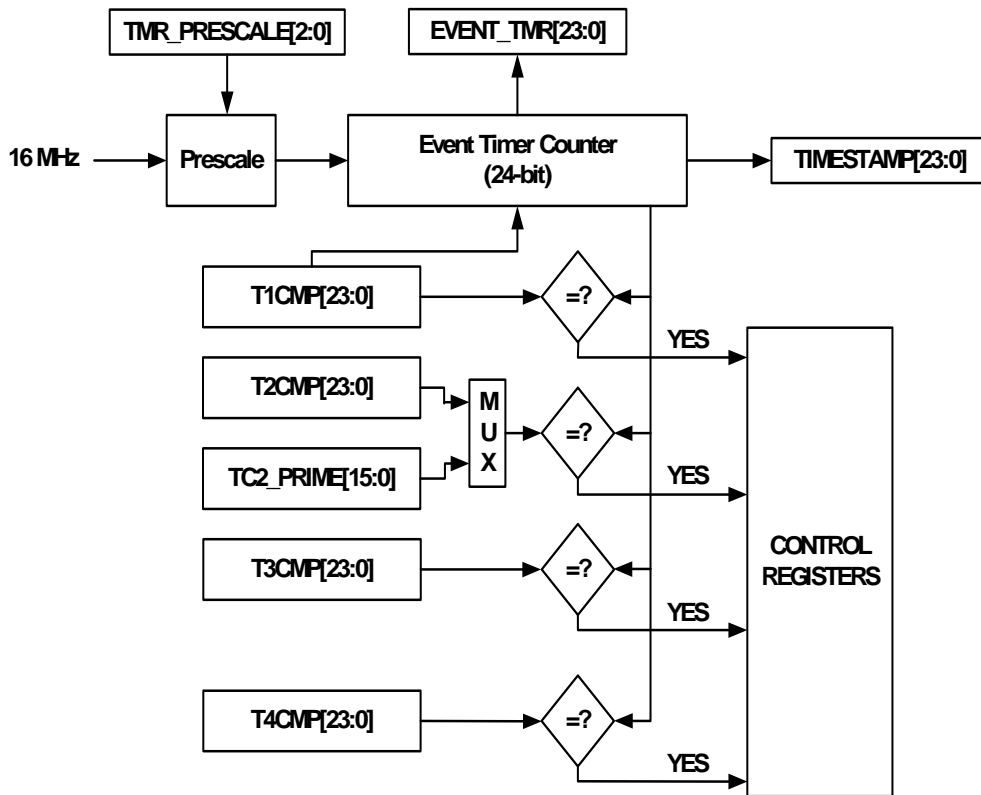 TMR_PRESCALE[2:0]
EVENT_TMR[23:0]
16 MHz
Prescale
Event Timer Counter
(24-bit)
TIMESTAMP[23:0]
T1CMP[23:0]
=?
YES
T2CMP[23:0]
M
U
X
=?
TC2_PRIME[15:0]
YES
T3CMP[23:0]
=?
CONTROL
REGISTERS
YES
T4CMP[23:0]
=?
YES